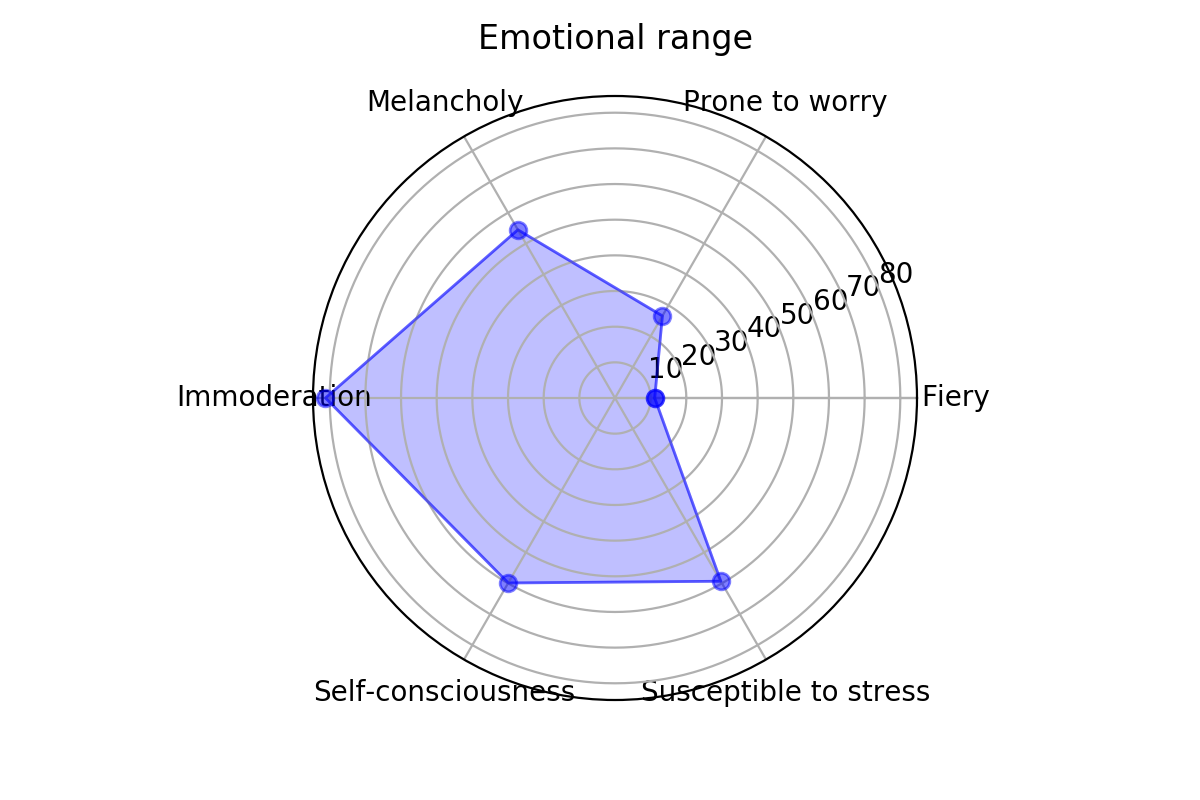 Emotional range
Melancholy
Prone to worry
80
70
60
50
40
30
20
10
Immoderation
Fiery
Self-consciousness
Susceptible to stress